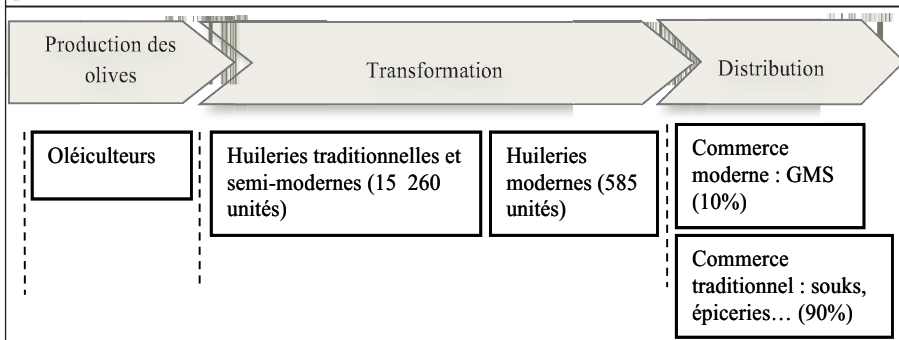 Production des
olives
Transformation
Distribution
Oléiculteurs
Huileries traditionnelles et
semi-modernes (15 260
unités)
Huileries
modernes (585
unités)
Commerce
moderne : GMS
(10%)
Commerce
traditionnel : souks,
épiceries… (90%)